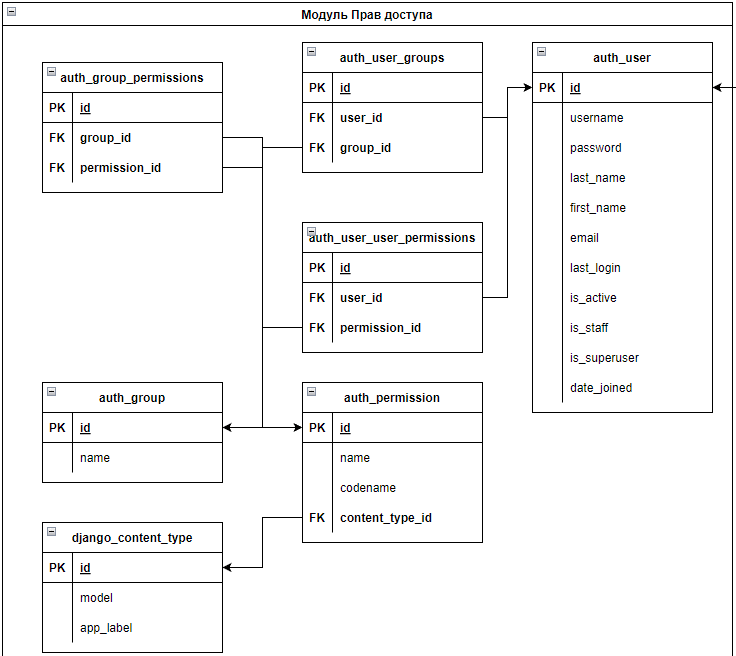 Модуль Прав доступа
auth_group_permissions
PK id
FK group_id
FK permission_id
auth_user_groups
PK id
FK user_id
FK group_id
auth_user
PK id
username
password
last_name
first_name
email
last_login
is_active
is_staff
is_superuser
date_joined
auth_user_user_permissions
PK id
FK user_id
FK permission_id
auth_group
PK id
name
auth_permission
PK id
name
codename
FK content_type_id
django_content_type
PK id
model
app_label